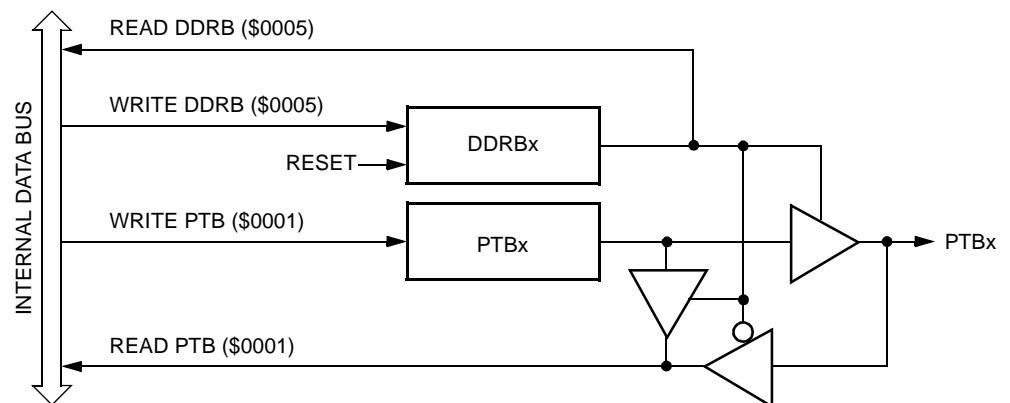 READ DDRB ($0005)
WRITE DDRB ($0005)
DDRBx
RESET
INTERNAL DATA BUS
WRITE PTB ($0001)
PTBx
PTBx
READ PTB ($0001)